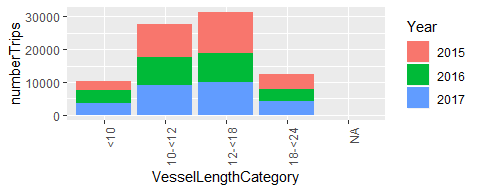 numberTrips
30000
20000
10000
0
<10
10-<12
12-<18
18-<24
NA
VesselLengthCategory
Year
2015
2016
2017